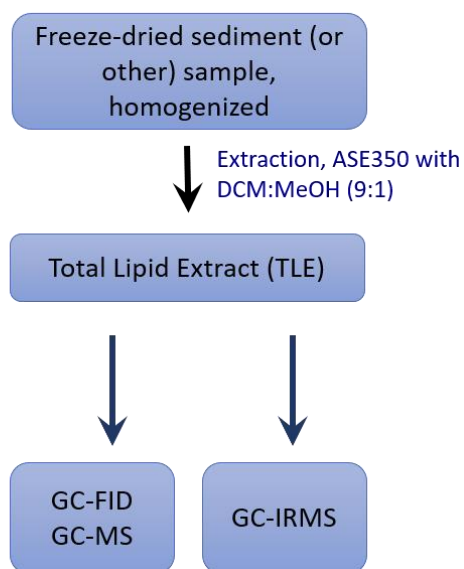 Freeze-dried sediment (or
other) sample,
homogenized
Extraction, ASE350 with
DCM:MeOH (9:1)
Total Lipid Extract (TLE)
GC-FID
GC-MS
GC-IRMS